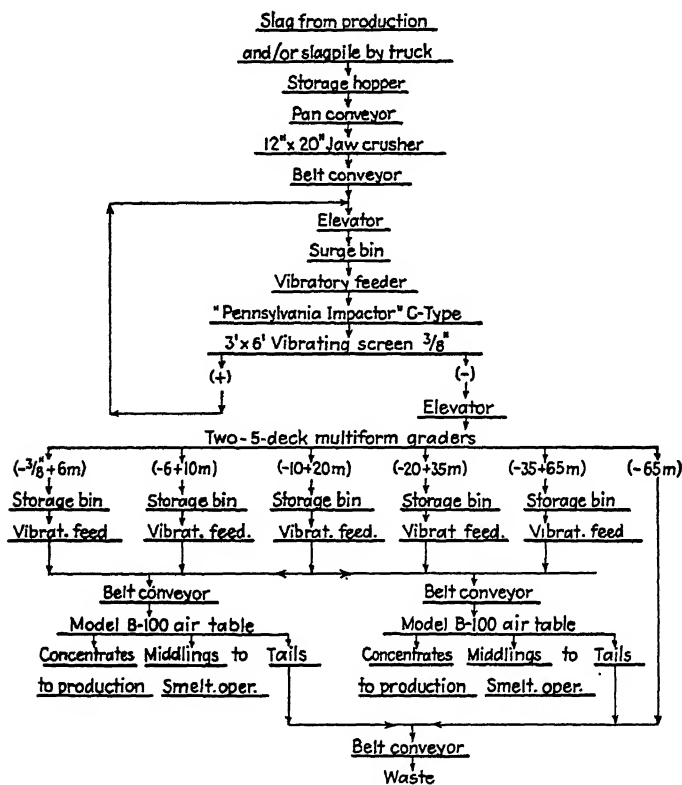 Slag from production
and/or slagpile by truck
Storage hopper
Pan conveyor
12"x 20" Jaw crusher
Belt conveyor
Elevator
Surge bin
Vibratory feeder
"Pennsylvania Impactor" C-Type
3'x 6' Vibrating screen 3/8"
(+) (-)
Elevator
Two-5-deck multiform graders
(-3/8"+6m) (-6+10m) (-10+20m) (-20+35m) (-35+65m) (-65m)
Storage bin Storage bin Storage bin Storage bin Storage bin
Vibrat. feed Vibrat. feed. Vibrat. feed. Vibrat feed. Vibrat. feed
Belt conveyor Belt conveyor
Model B-100 air table Model B-100 air table
Concentrates Middlings to Tails Concentrates Middlings to Tails
to production Smelt. oper. to production Smelt. oper.
Belt conveyor
Waste